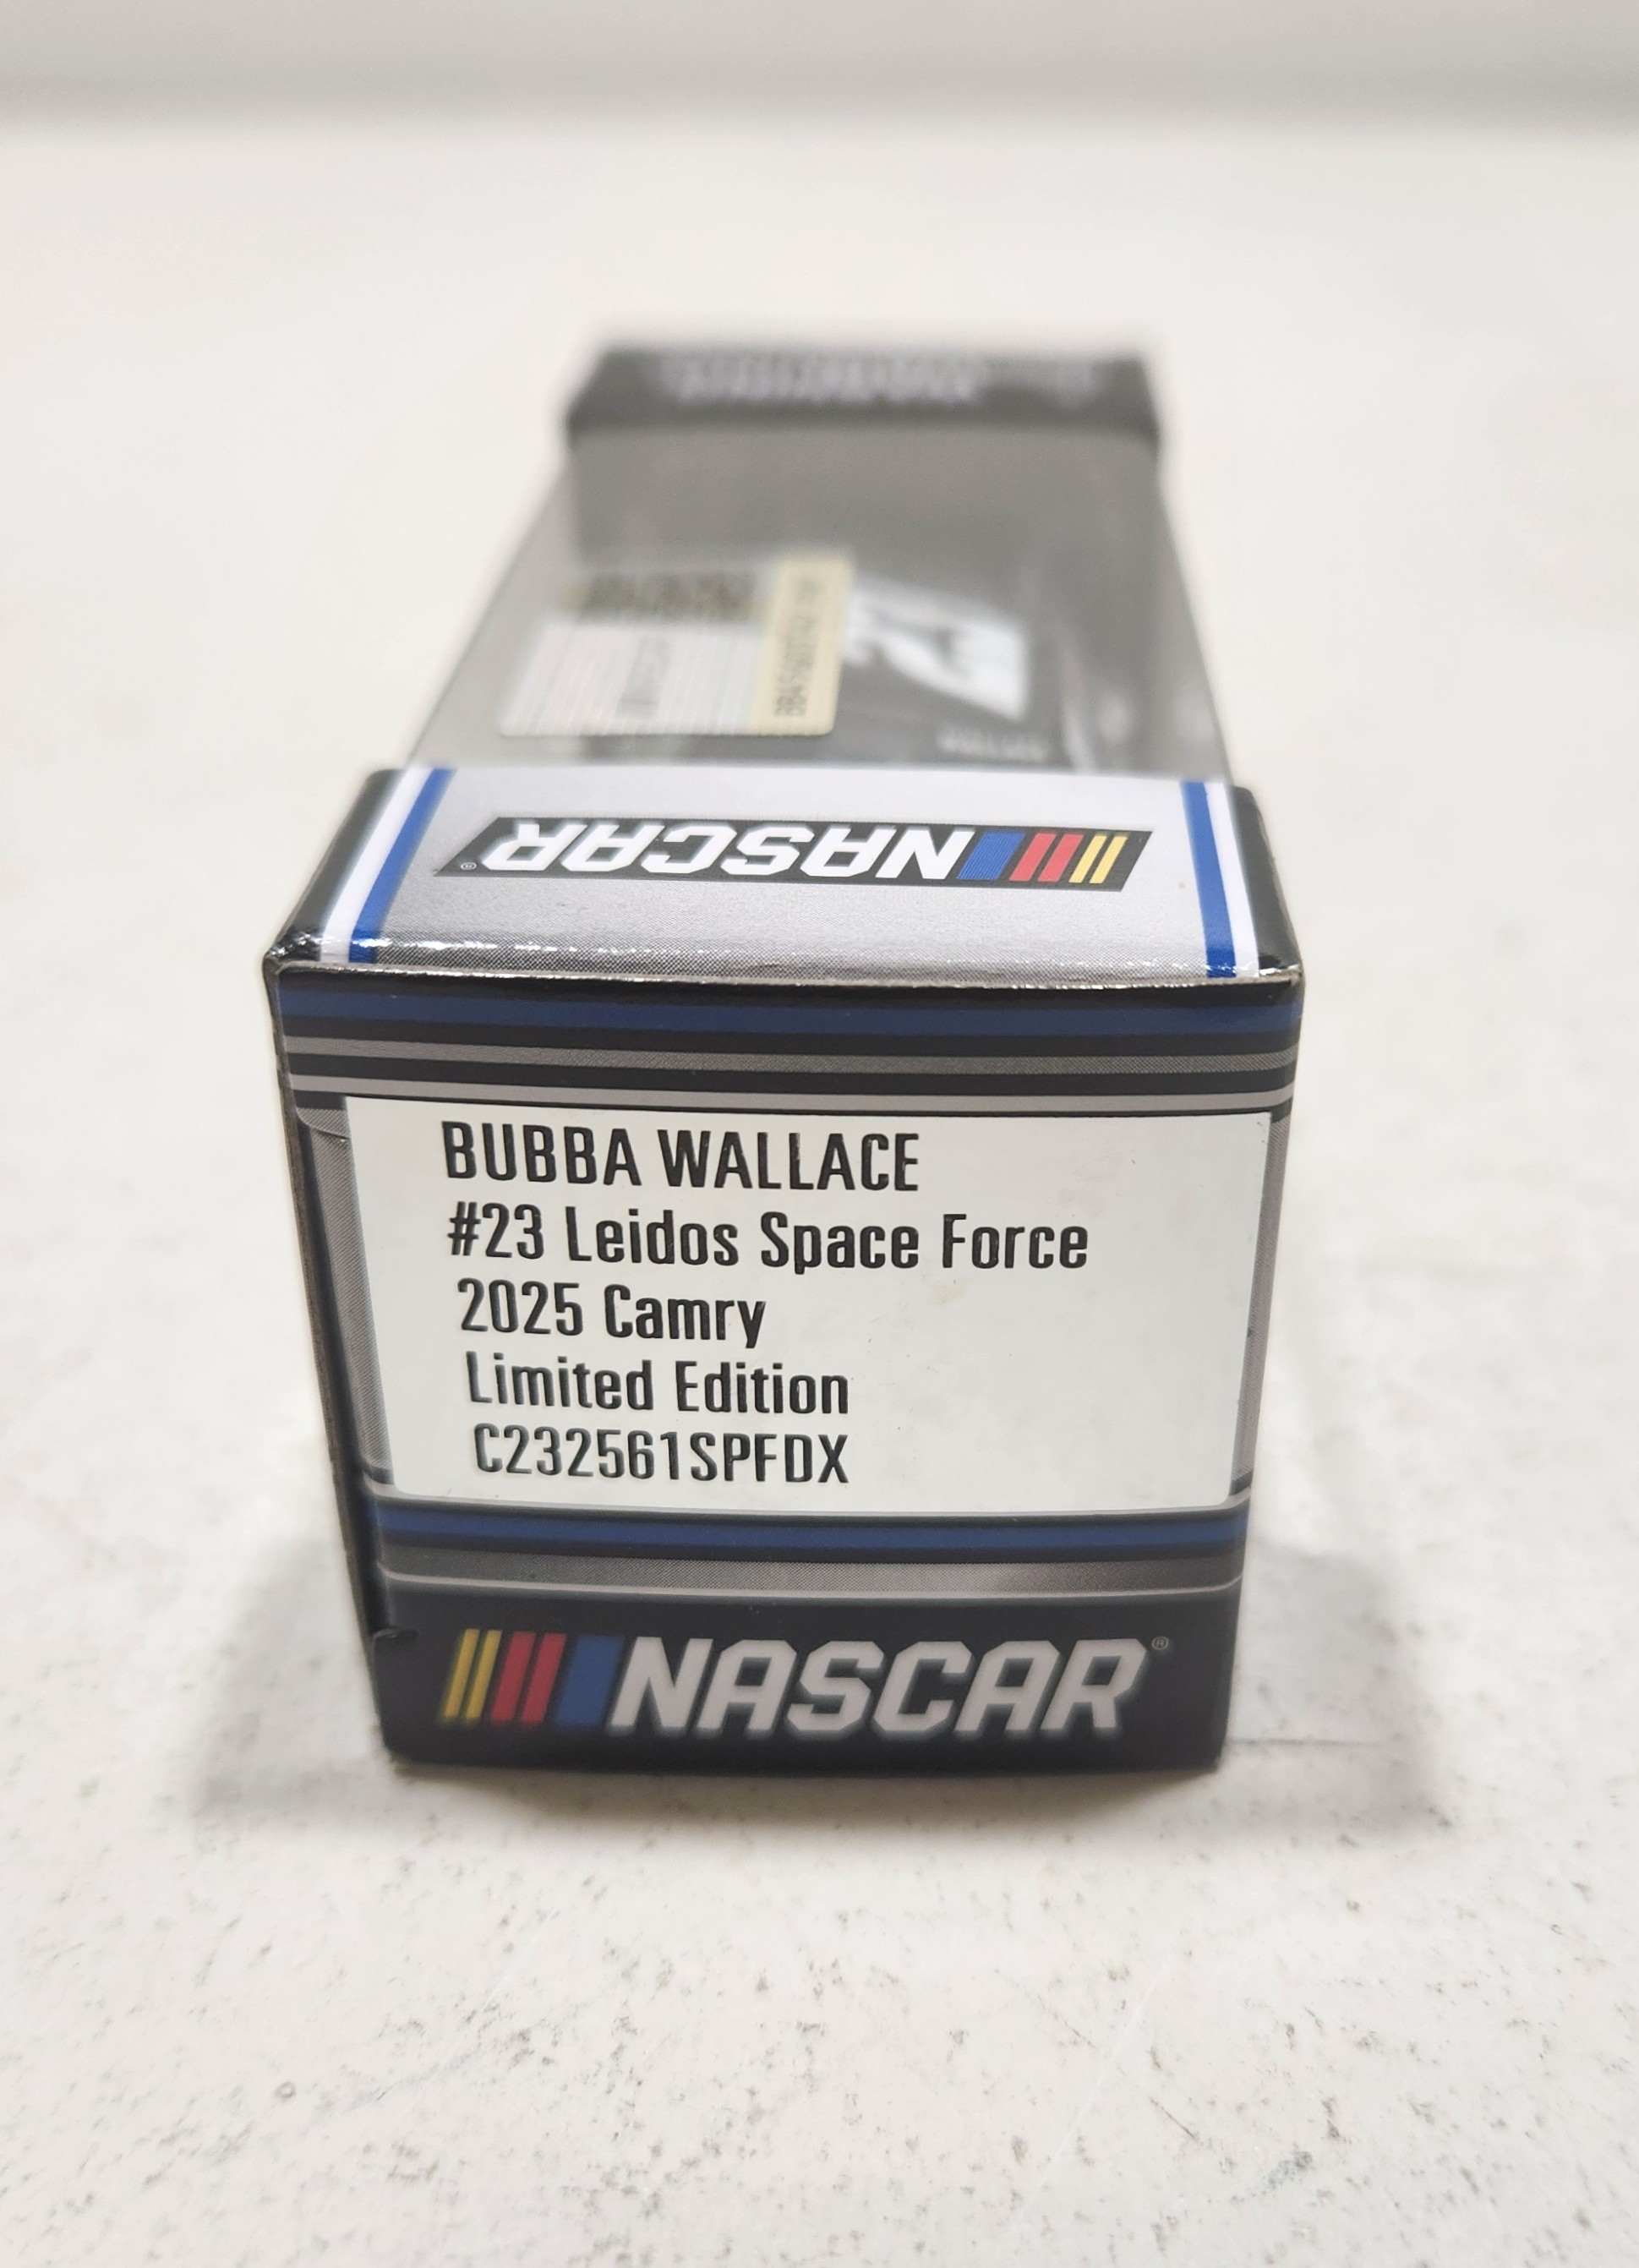 NASCAR®
BUBBA WALLACE
#23 Leidos Space Force
2025 Camry
Limited Edition
C232561SPFDX
NASCAR®